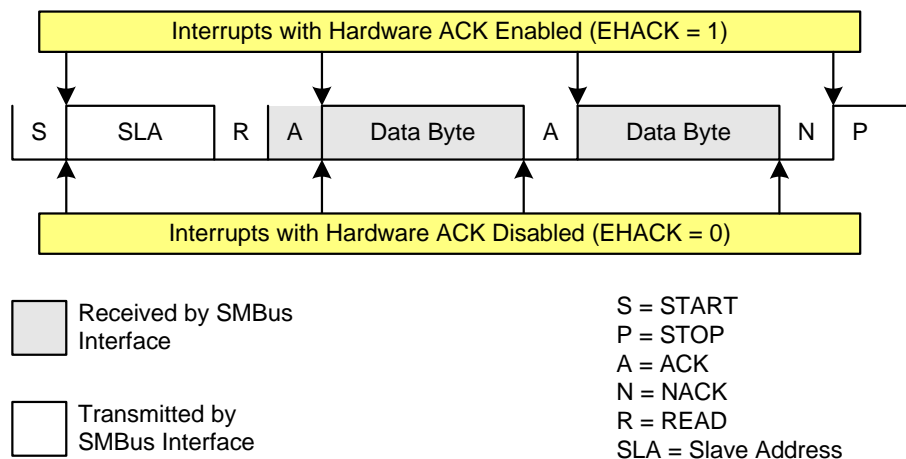 Interrupts with Hardware ACK Enabled (EHACK = 1)
S SLA R A Data Byte A Data Byte N P
Interrupts with Hardware ACK Disabled (EHACK = 0)
Received by SMBus
Interface
Transmitted by
SMBus Interface
S = START
P = STOP
A = ACK
N = NACK
R = READ
SLA = Slave Address